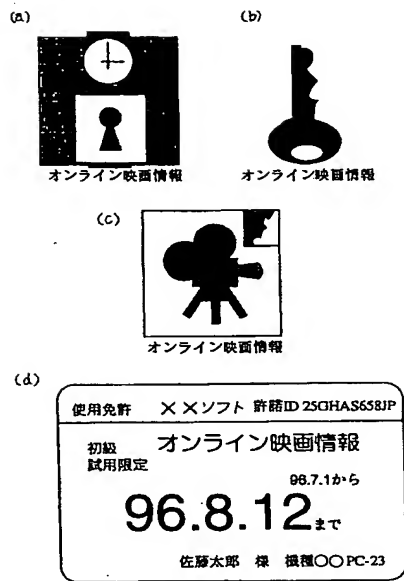 (a)
オンライン映画情報
(b)
オンライン映画情報
(c)
オンライン映画情報
(d)
使用免許 ××ソフト 許諾ID 25GHAS658JP
初級 オンライン映画情報
試用限定
96.7.1から
96.8.12まで
佐藤太郎 様 機種○○PC-23